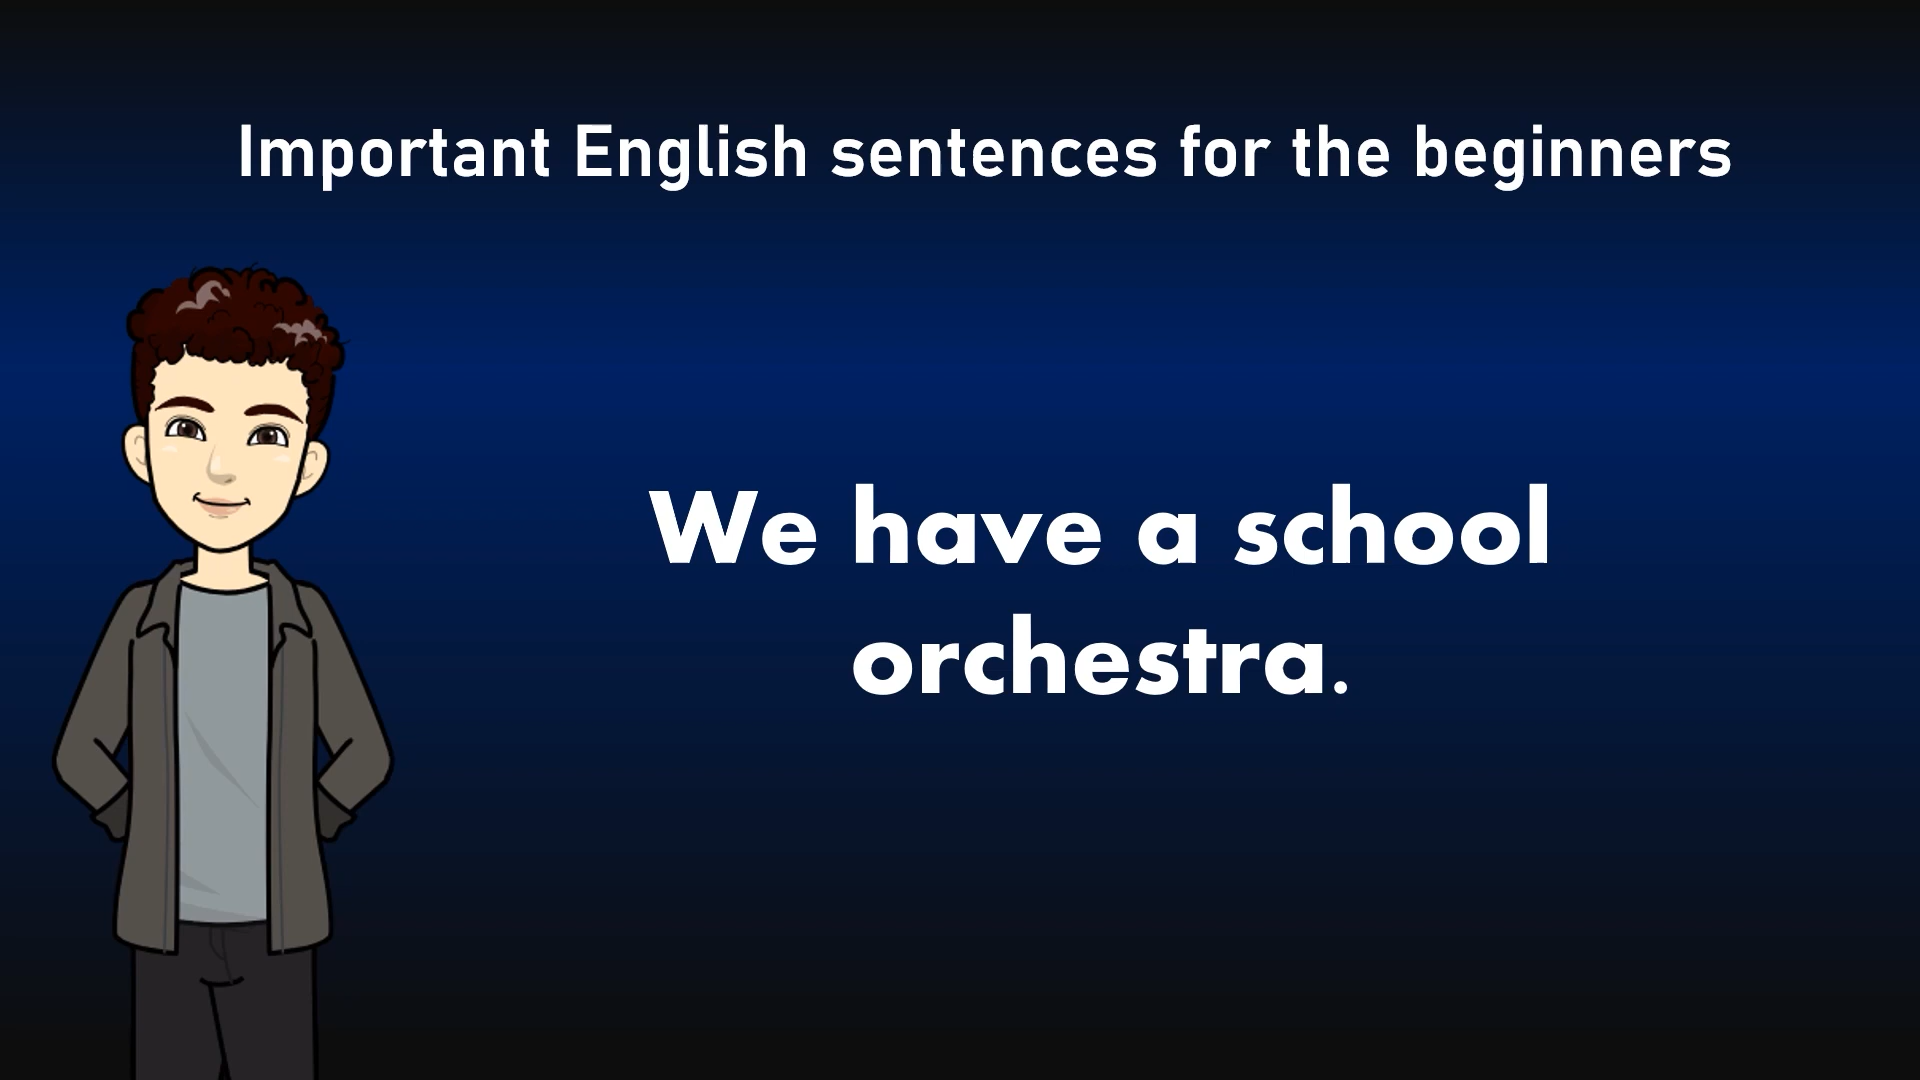 Important English sentences for the beginners
We have a school
orchestra.